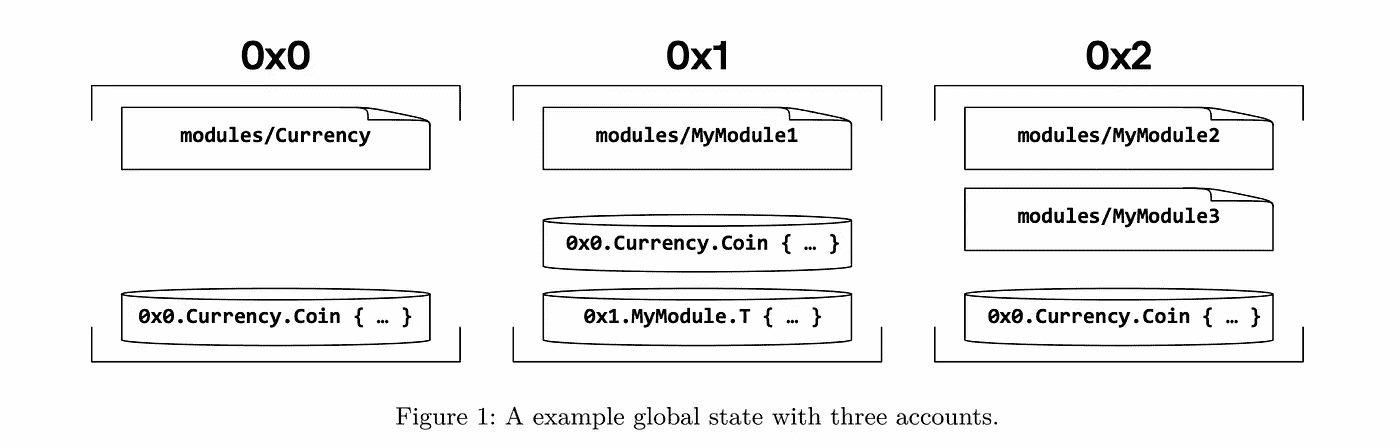 0x0
modules/Currency
0x0.Currency.Coin { … }
0x1
modules/MyModule1
0x0.Currency.Coin { … }
0x1.MyModule.T { … }
0x2
modules/MyModule2
modules/MyModule3
0x0.Currency.Coin { … }
Figure 1: A example global state with three accounts.